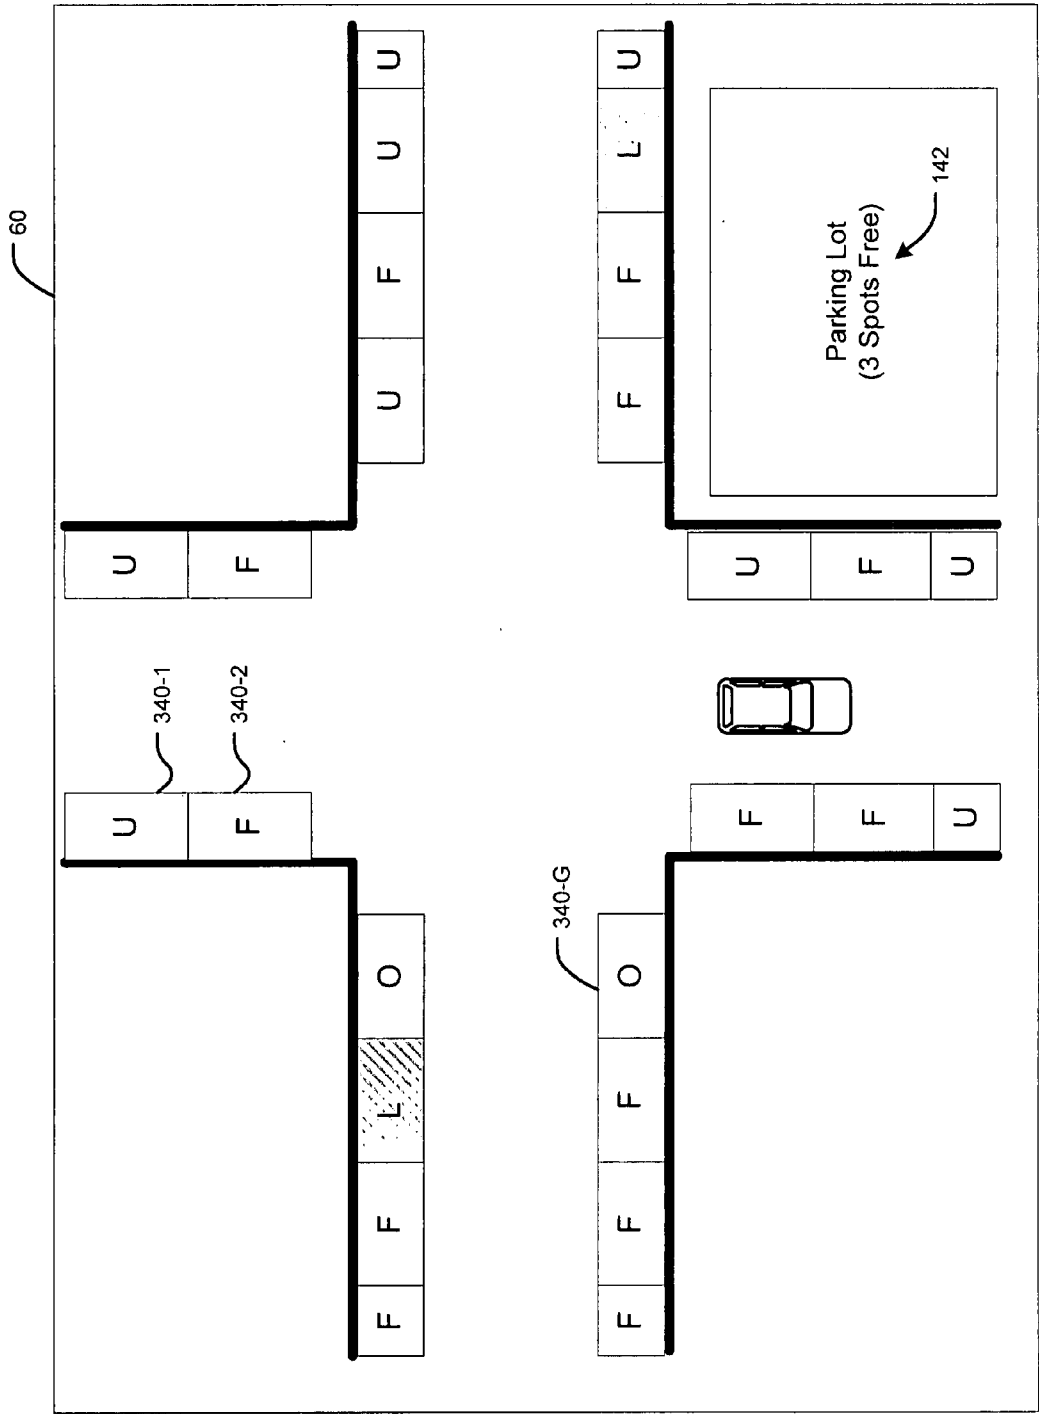 60
U
U
340-1
340-2
F
F
F F L O
U F U U
340-G
F F F O
F F L U
F
U
Parking Lot
(3 Spots Free)
F
F
142
U
U